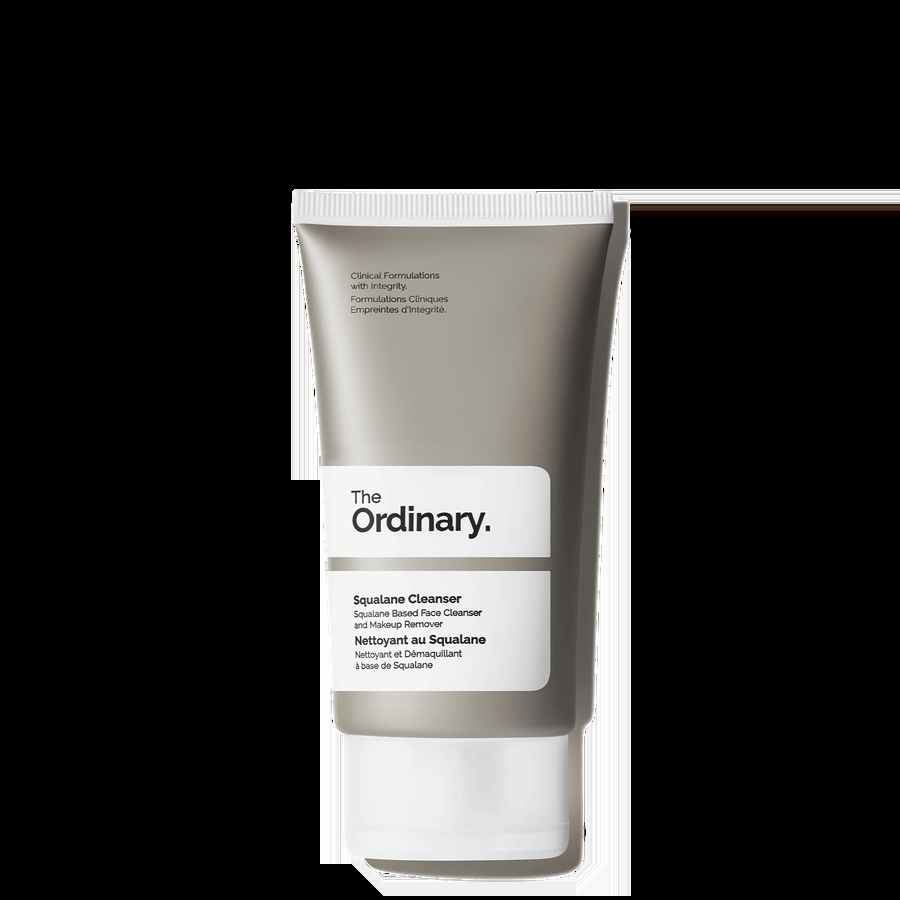 Clinical Formulations
with Integrity.
Formulations Cliniques
Empreintes d'Intégrité.
The
Ordinary.
Squalane Cleanser
Squalane Based Face Cleanser
and Makeup Remover
Nettoyant au Squalane
Nettoyant et Démaquillant
à base de Squalane